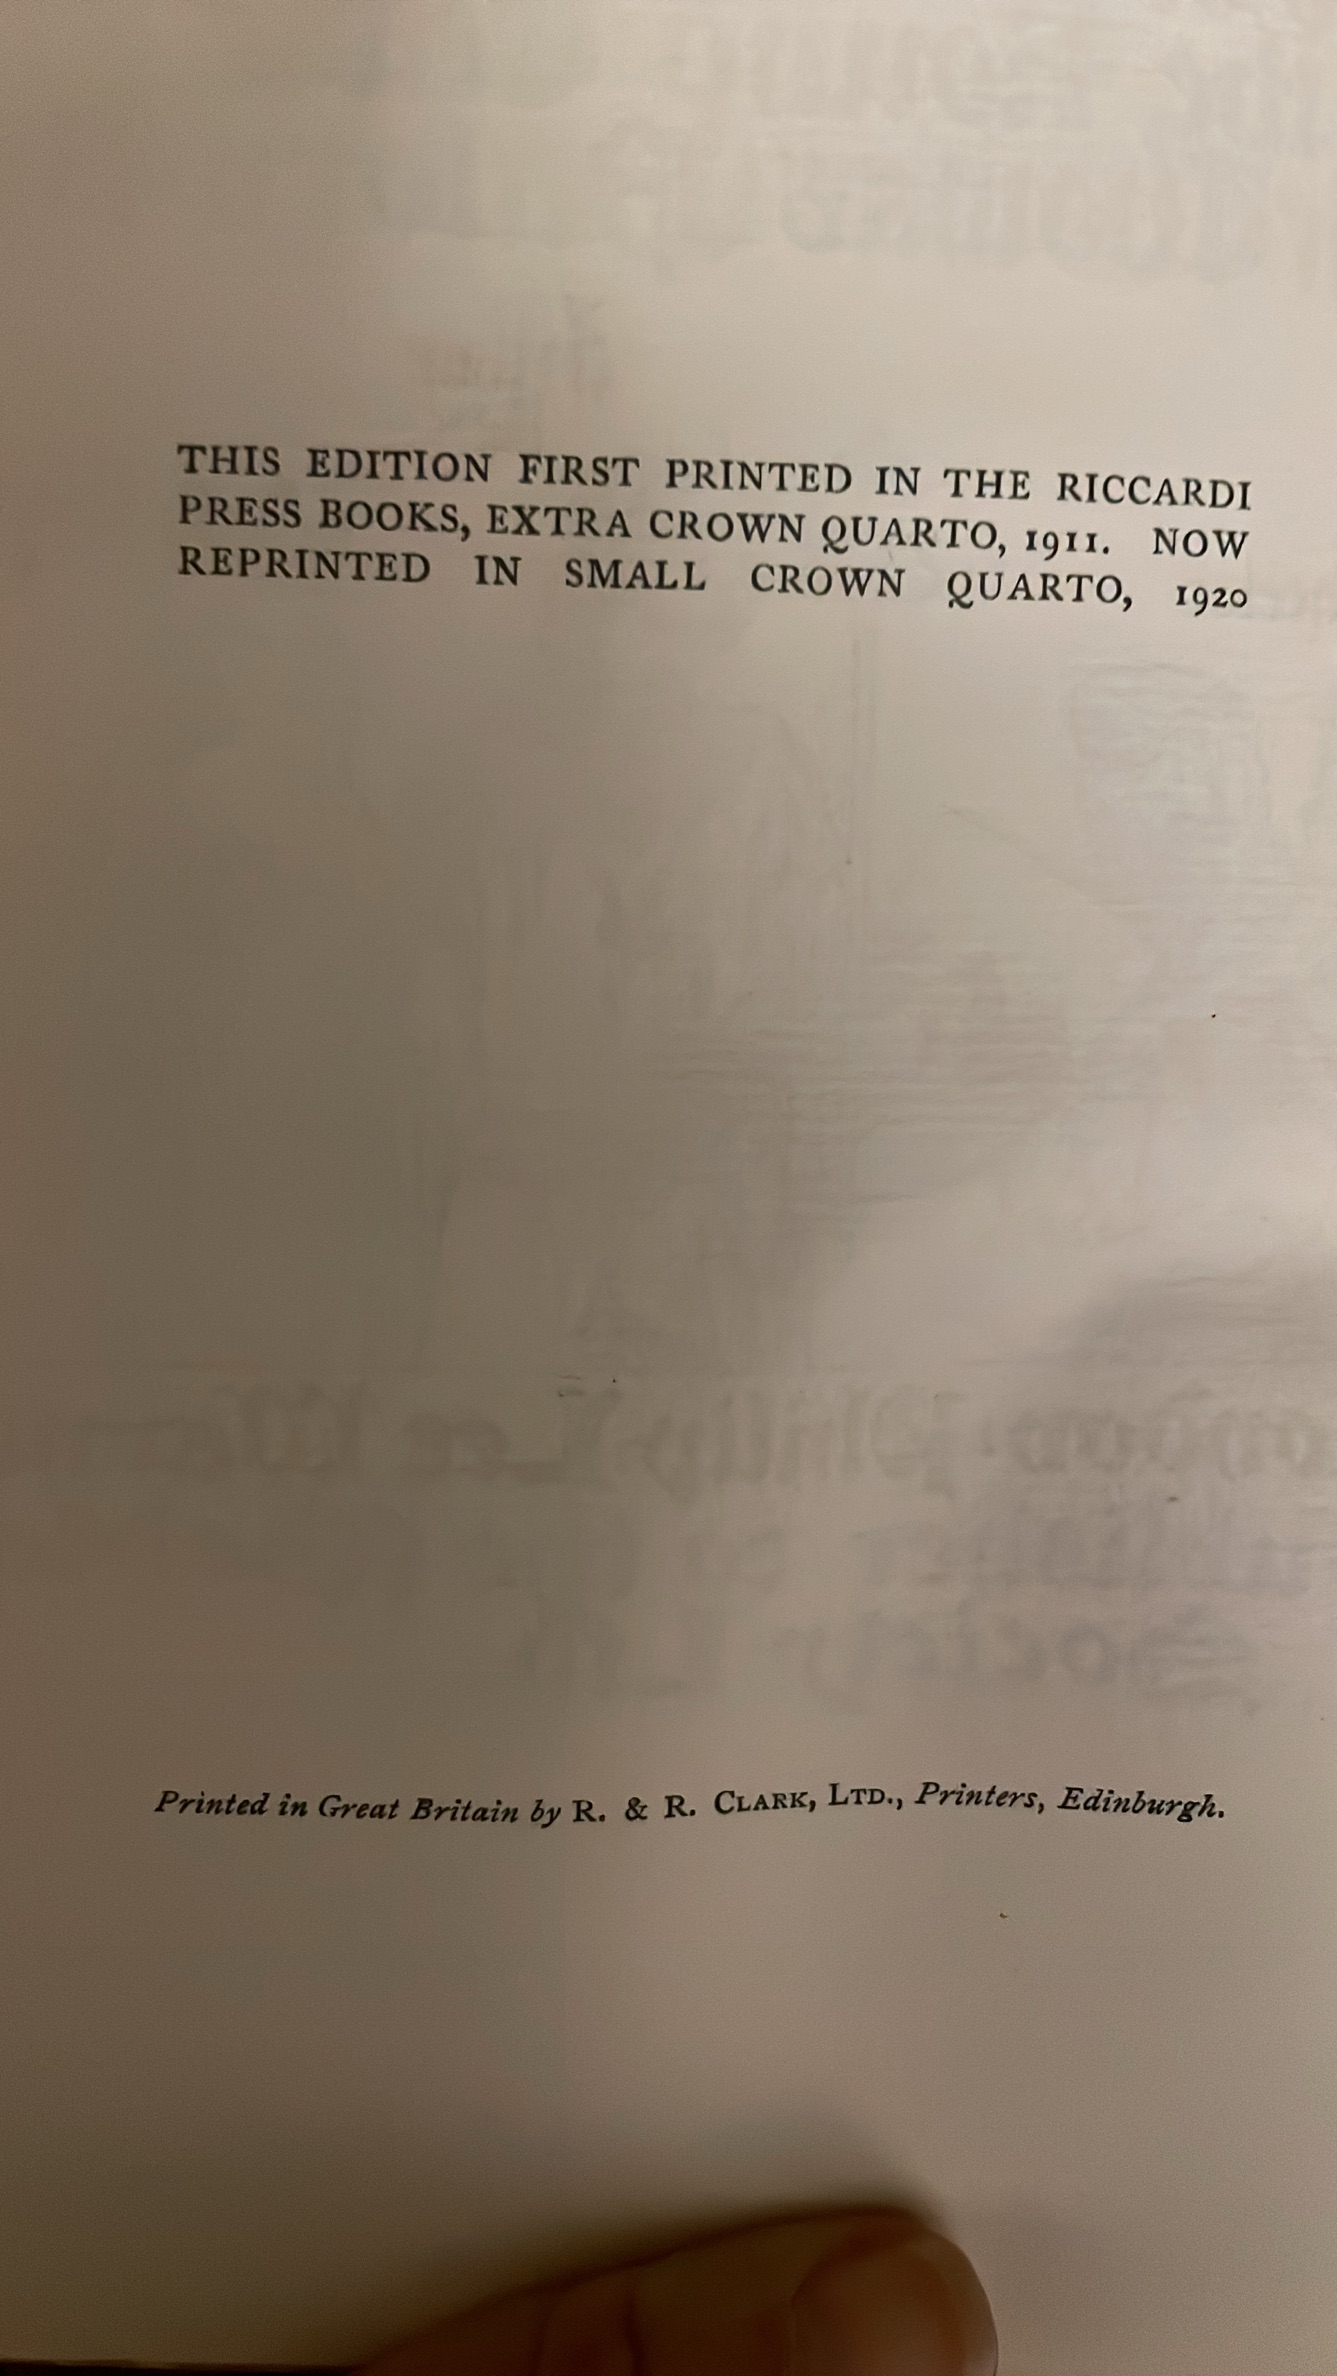 THIS EDITION FIRST PRINTED IN THE RICCARDI
PRESS BOOKS, EXTRA CROWN QUARTO, 1911. NOW
REPRINTED IN SMALL CROWN QUARTO, 1920
Printed in Great Britain by R. & R. CLARK, LTD., Printers, Edinburgh.